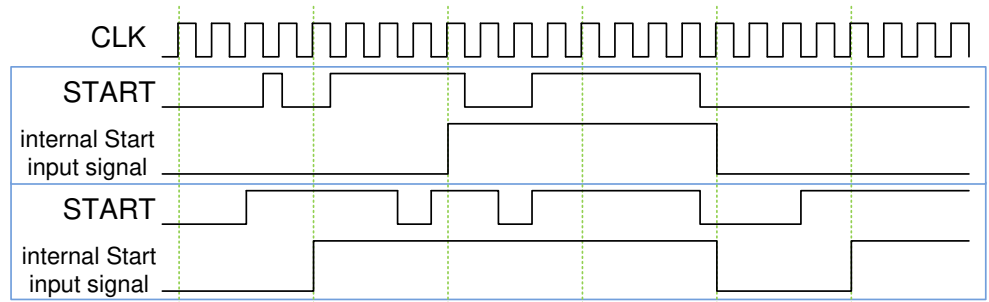 CLK
START
internal Start
input signal
START
internal Start
input signal